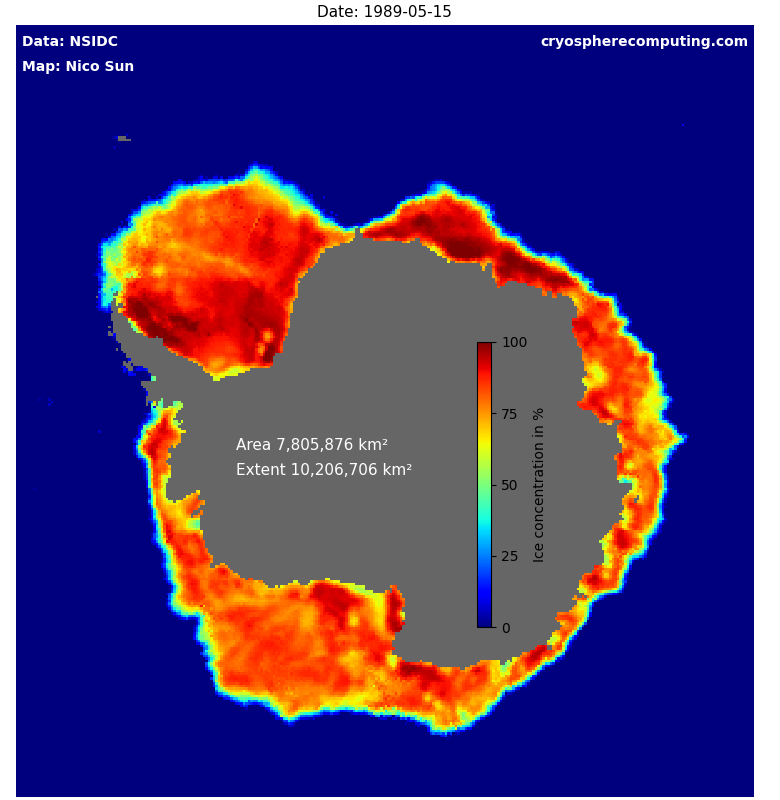 Date: 1989-05-15
Data: NSIDC
cryospherecomputing.com
Map: Nico Sun
100
75
50
25
0
Ice concentration in %
Area 7,805,876 km²
Extent 10,206,706 km²